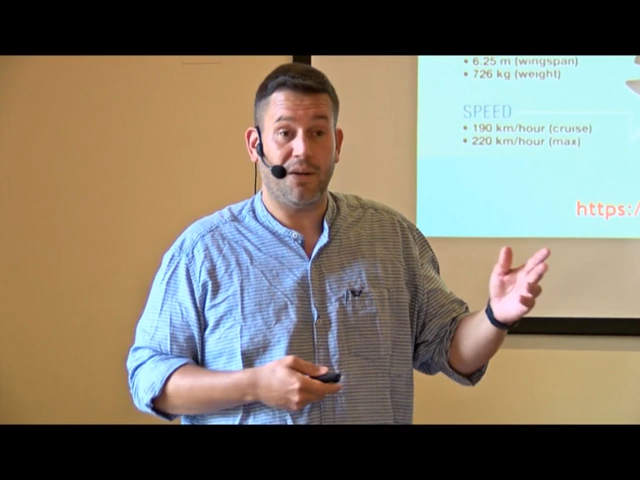 • 6.25 m (wingspan)
• 726 kg (weight)
SPEED
• 190 km/hour (cruise)
• 220 km/hour (max)
https:/